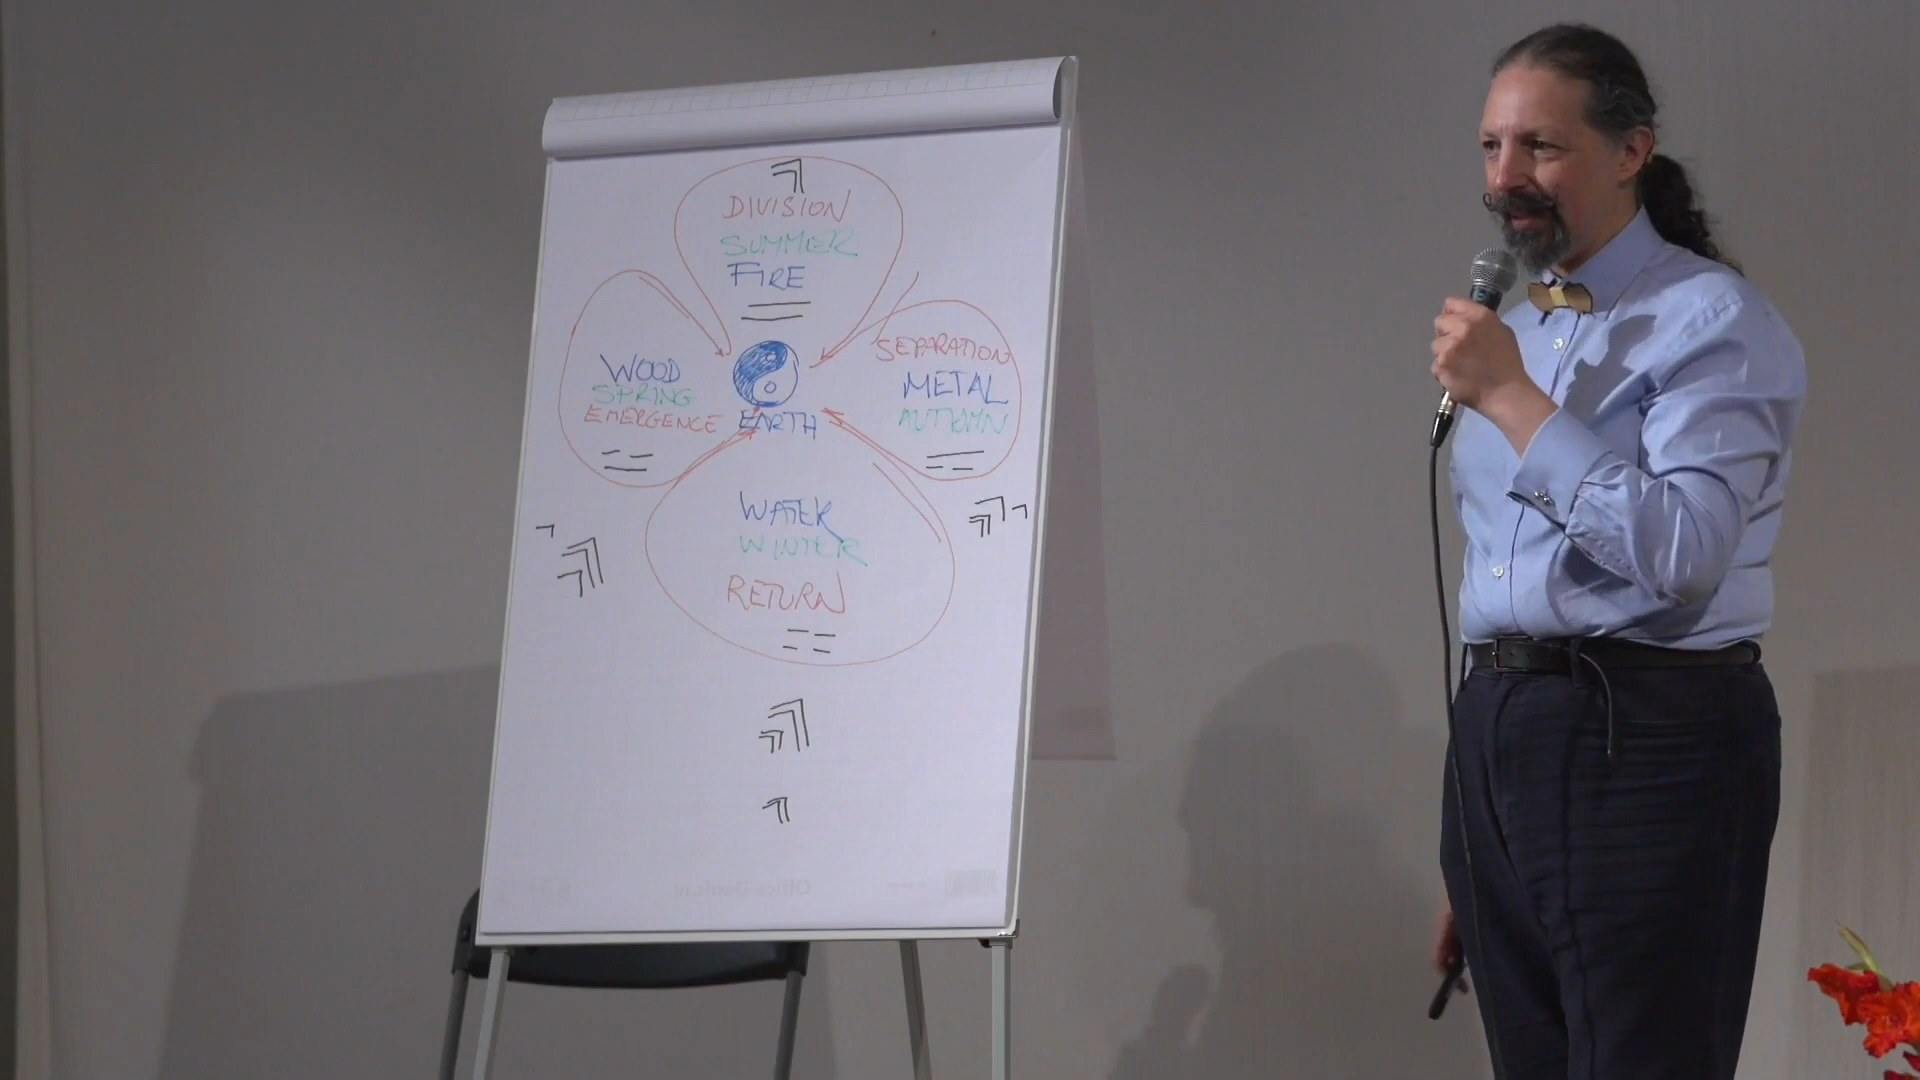 DIVISION
SUMMER
FIRE
WOOD
SPRING
EMERGENCE
EARTH
SEPARATION
METAL
AUTUMN
WATER
WINTER
RETURN